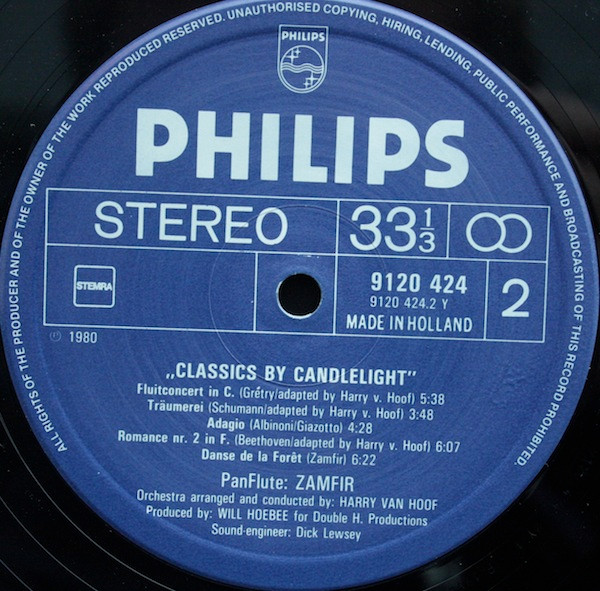 ALL RIGHTS OF THE PRODUCER AND OF THE OWNER OF THE WORK REPRODUCED RESERVED. UNAUTHORISED COPYING, HIRING, LENDING, PUBLIC PERFORMANCE AND BROADCASTING OF THIS RECORD PROHIBITED.
PHILIPS
PHILIPS
STEREO 33 1/3
STEMRA
9120 424
9120 424.2 Y
MADE IN HOLLAND
2
℗ 1980
„CLASSICS BY CANDLELIGHT"
Fluitconcert in C. (Grétry/adapted by Harry v. Hoof) 5:38
Träumerei (Schumann/adapted by Harry v. Hoof) 3:48
Adagio (Albinoni/Giazotto) 4:28
Romance nr. 2 in F. (Beethoven/adapted by Harry v. Hoof) 6:07
Danse de la Forêt (Zamfir) 6:22
PanFlute: ZAMFIR
Orchestra arranged and conducted by: HARRY VAN HOOF
Produced by: WILL HOEBEE for Double H. Productions
Sound-engineer: Dick Lewsey